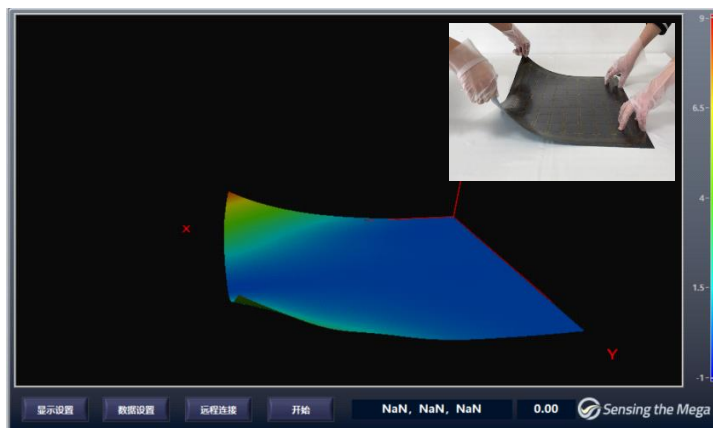 9
6.5
×
4
1.5
Y
-1
显示设置
数据设置
远程连接
开始
NaN, NaN, NaN
0.00
Sensing the Mega